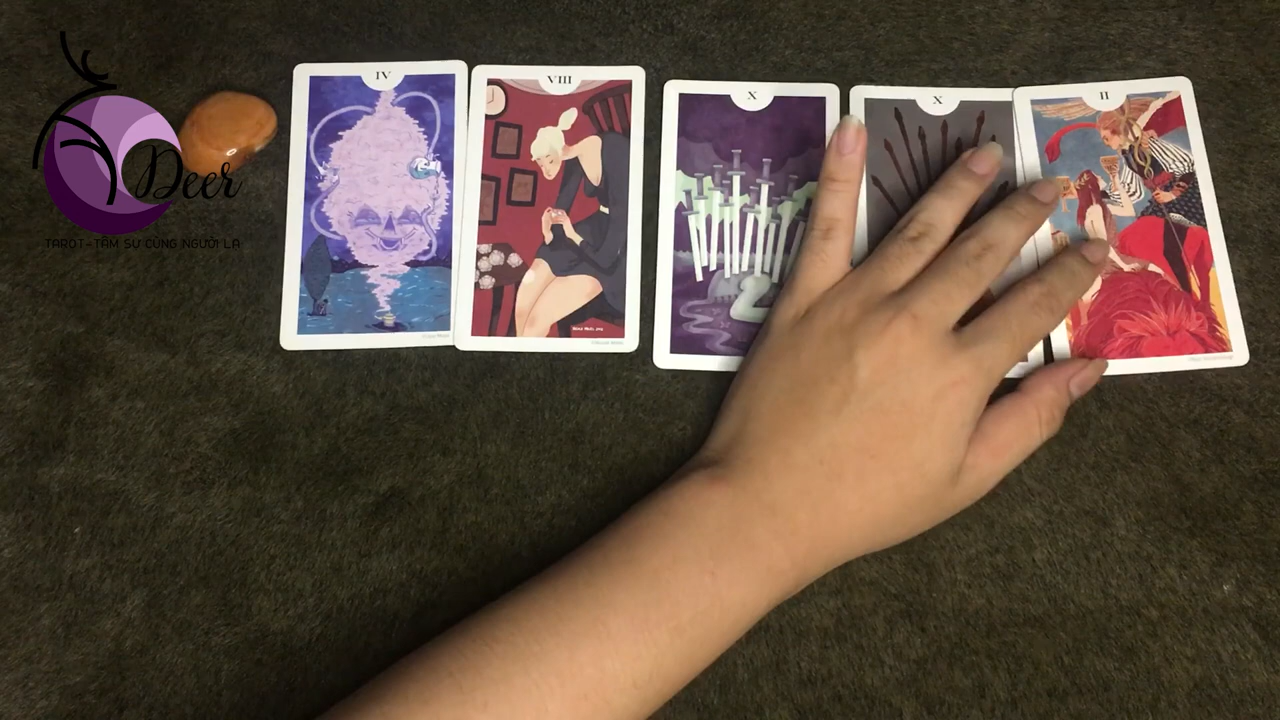 Deer
TAROT-TÂM SỰ CÙNG NGƯỜI LẠ
IV
VIII
X
X
II